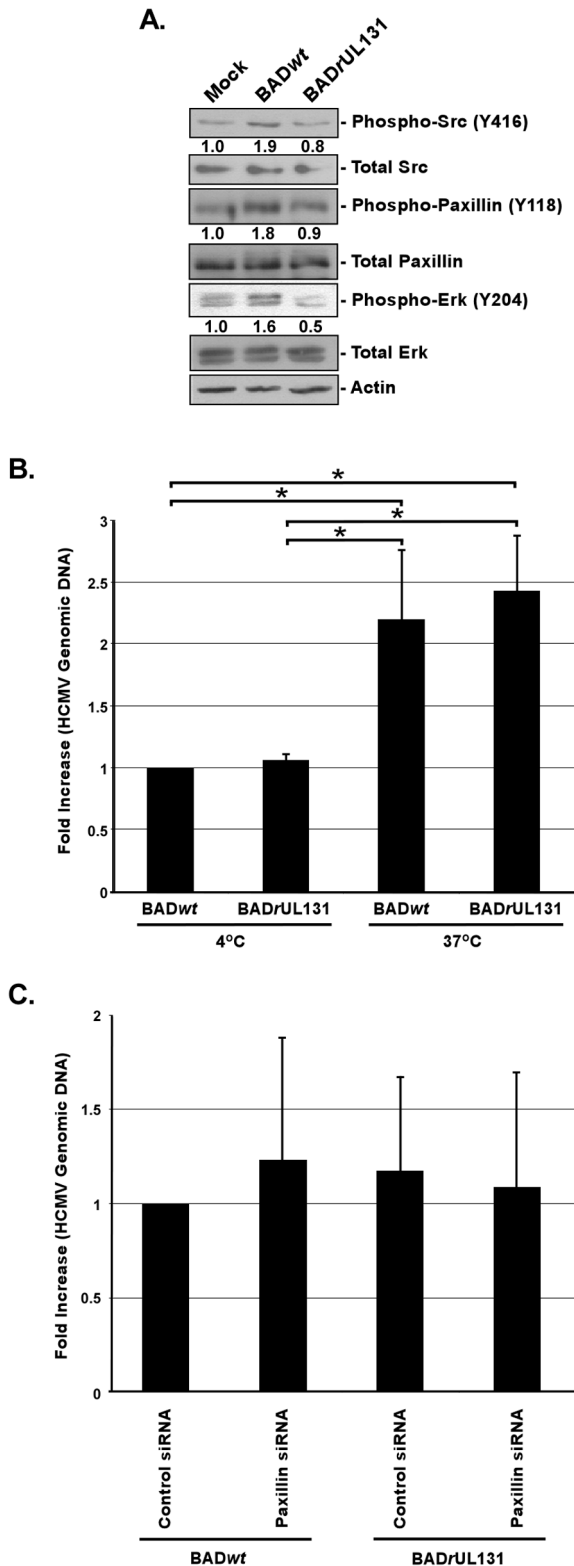 A.
Mock BADwt BADrUL131
- Phospho-Src (Y416)
1.0 1.9 0.8
- Total Src
- Phospho-Paxillin (Y118)
1.0 1.8 0.9
- Total Paxillin
- Phospho-Erk (Y204)
1.0 1.6 0.5
- Total Erk
- Actin
B.
*
*
*
*
Fold Increase (HCMV Genomic DNA)
3
2.5
2
1.5
1
0.5
0
BADwt BADrUL131 BADwt BADrUL131
4°C 37°C
C.
Fold Increase (HCMV Genomic DNA)
2
1.5
1
0.5
0
Control siRNA
Paxillin siRNA
Control siRNA
Paxillin siRNA
BADwt BADrUL131